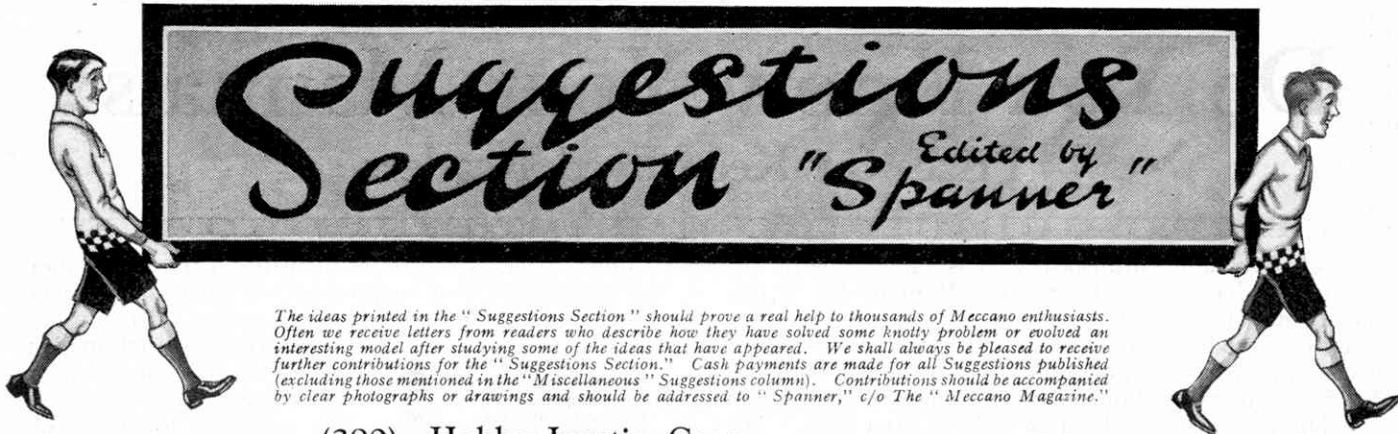 Suggestions
Section "Edited by
Spanner"
The ideas printed in the “ Suggestions Section ” should prove a real help to thousands of Meccano enthusiasts.
Often we receive letters from readers who describe how they have solved some knotty problem or evolved an
interesting model after studying some of the ideas that have appeared. We shall always be pleased to receive
further contributions for the “ Suggestions Section.” Cash payments are made for all Suggestions published
(excluding those mentioned in the “Miscellaneous ” Suggestions column). Contributions should be accompanied
by clear photographs or drawings and should be addressed to “ Spanner,” c/o The “ Meccano Magazine.”